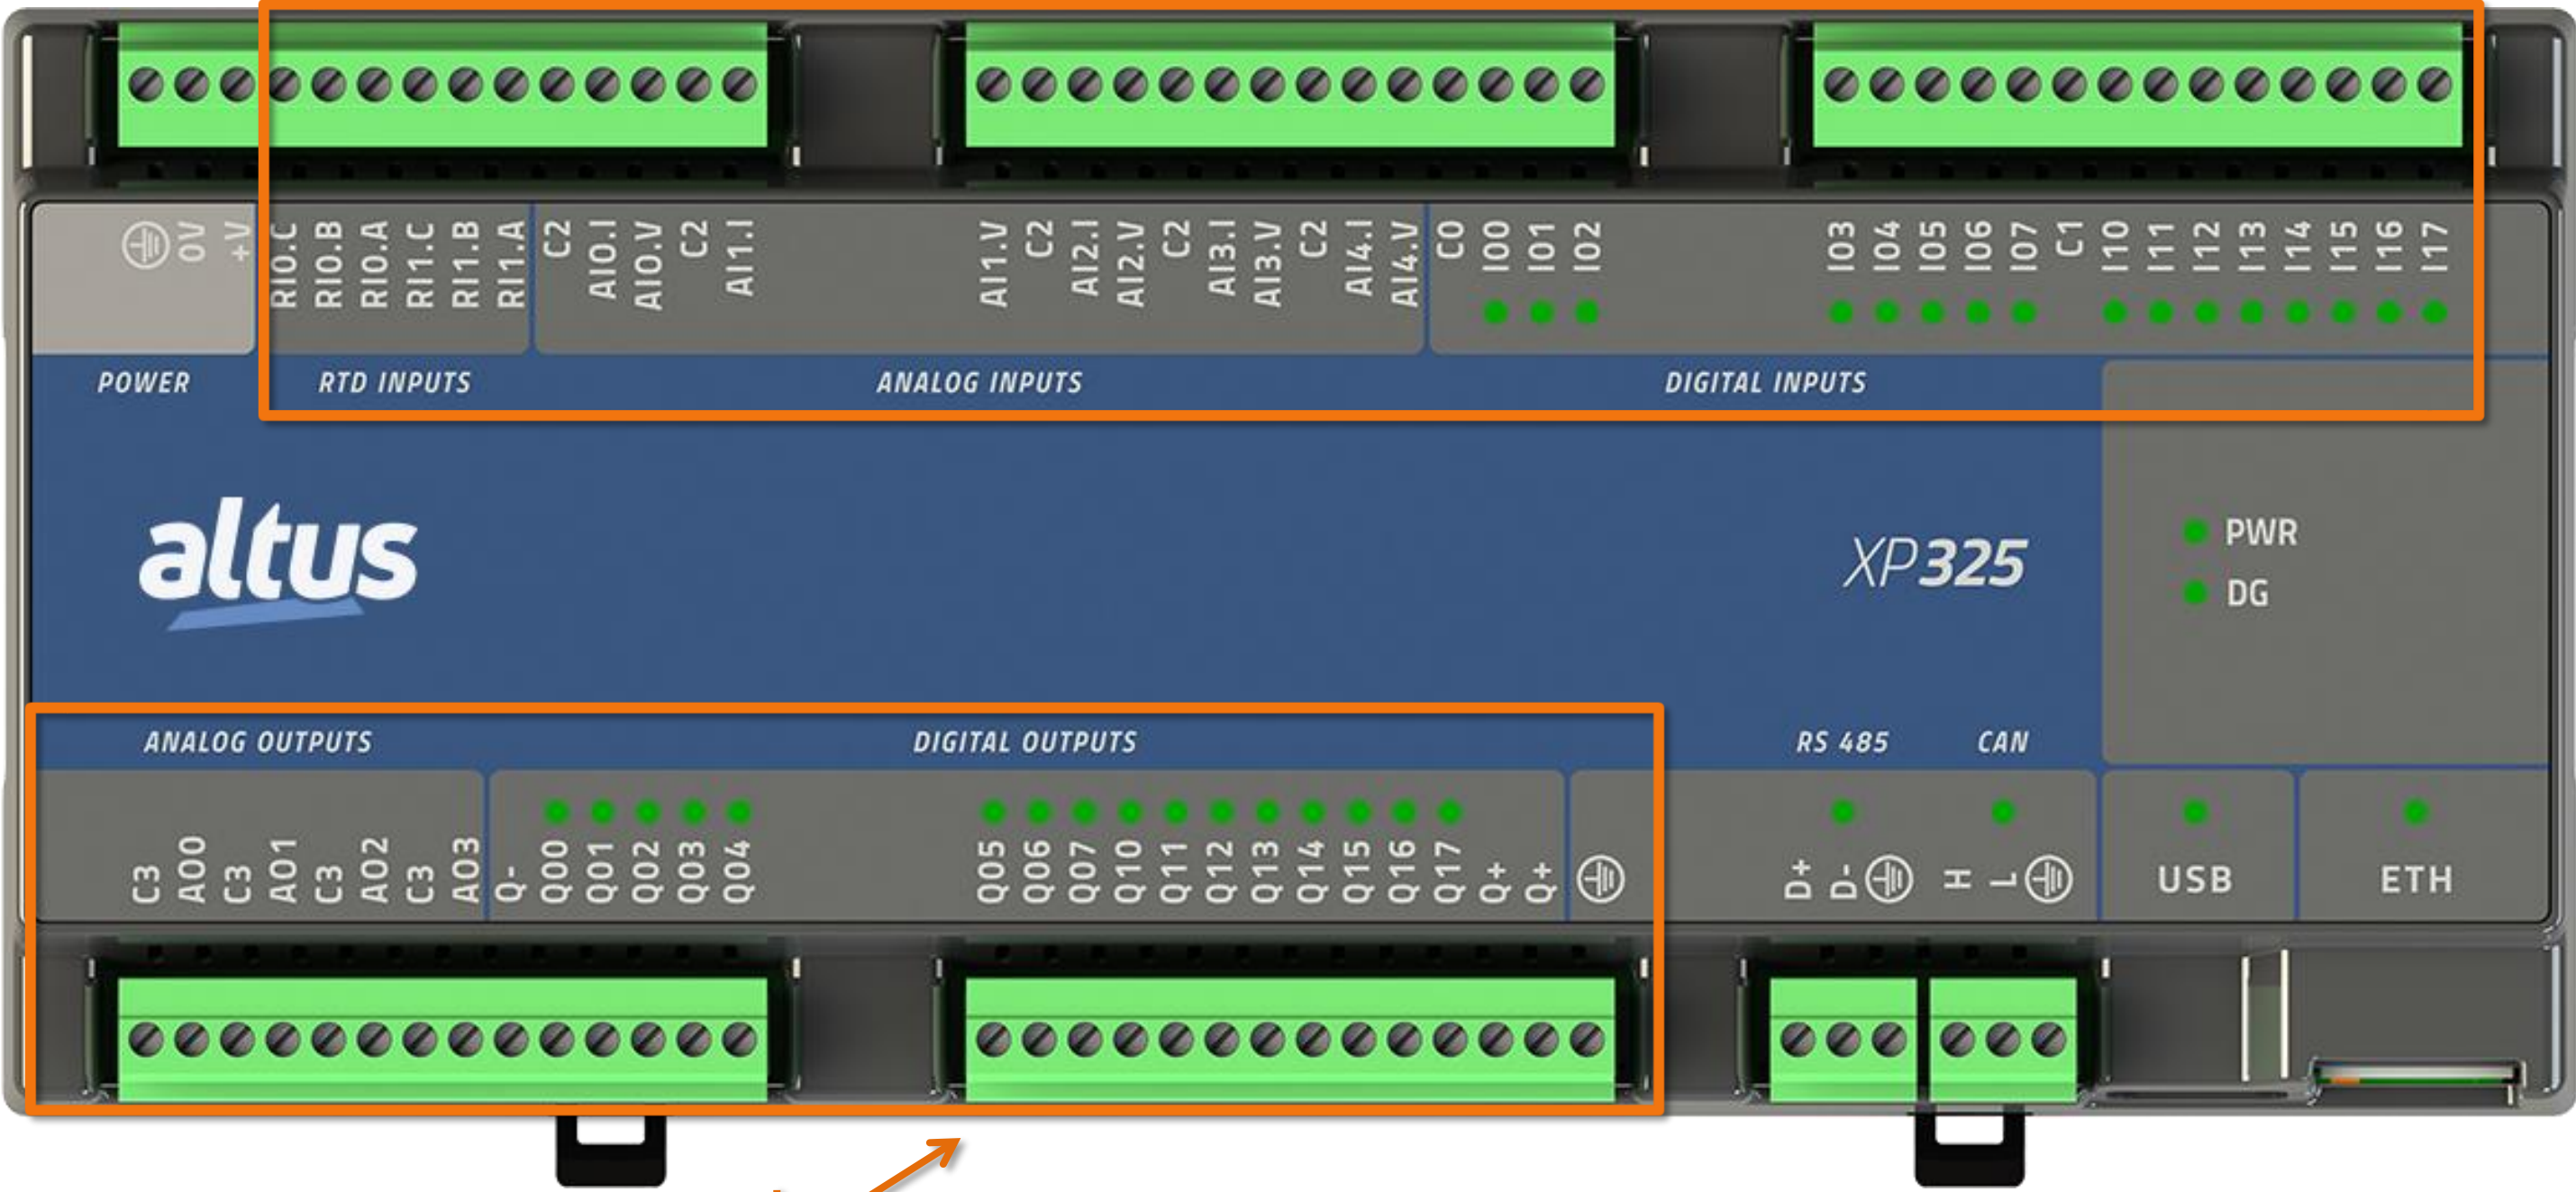 0V +V RI0.C RI0.B RI0.A RI1.C RI1.B RI1.A C2 AI0.I AI0.V C2 AI1.I AI1.V C2 AI2.I AI2.V C2 AI3.I AI3.V C2 AI4.I AI4.V C0 I00 I01 I02 I03 I04 I05 I06 I07 C1 I10 I11 I12 I13 I14 I15 I16 I17
POWER RTD INPUTS ANALOG INPUTS DIGITAL INPUTS
altus
XP325
PWR
DG
ANALOG OUTPUTS DIGITAL OUTPUTS RS 485 CAN
C3 AO0 C3 AO1 C3 AO2 C3 AO3 Q- Q00 Q01 Q02 Q03 Q04 Q05 Q06 Q07 Q10 Q11 Q12 Q13 Q14 Q15 Q16 Q17 Q+ Q+ D+ D- H L USB ETH